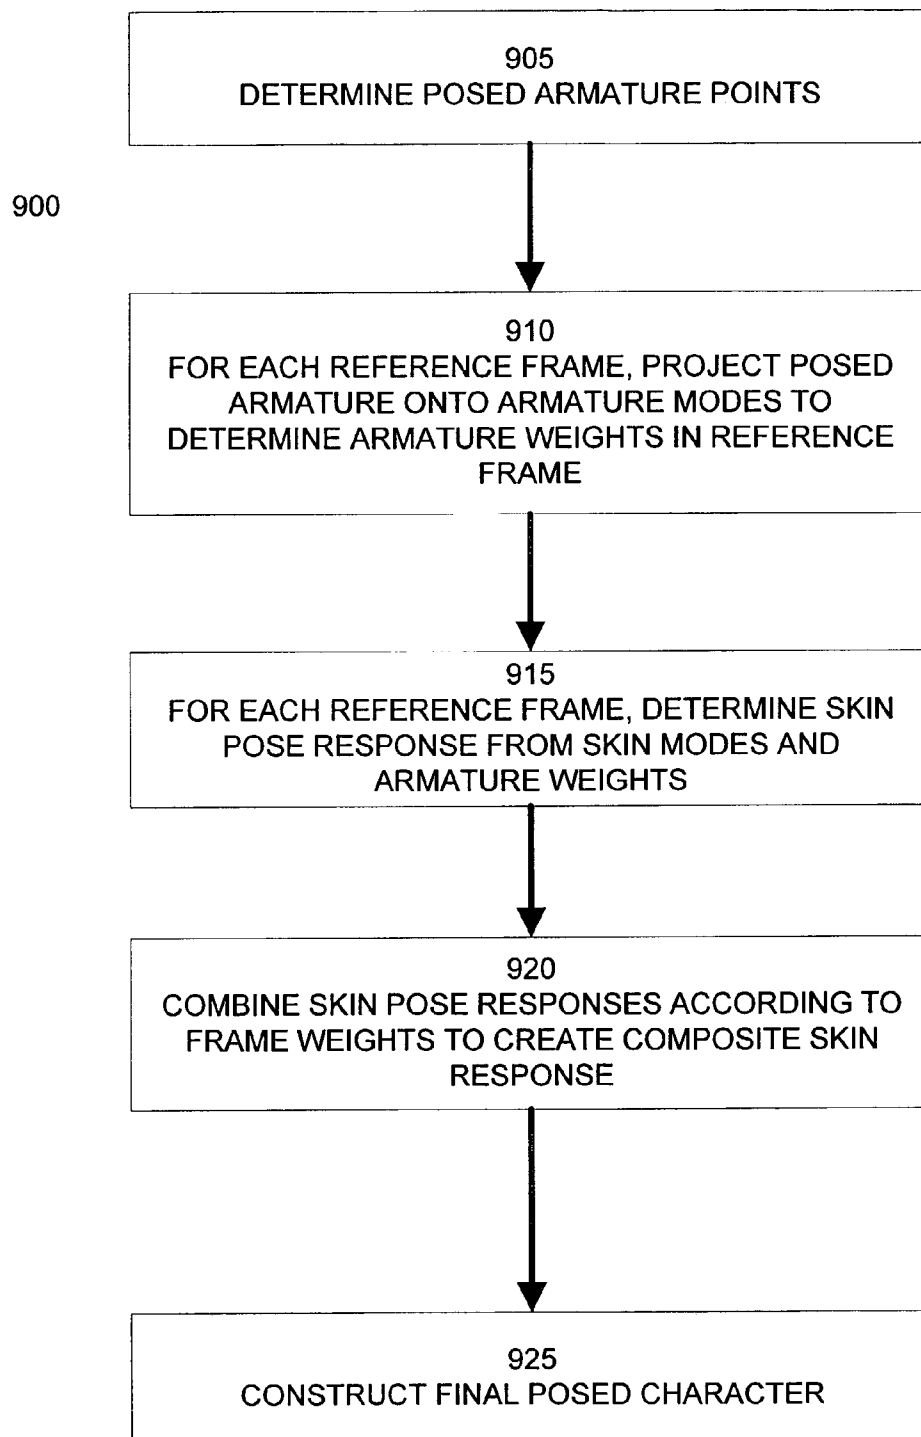 905
DETERMINE POSED ARMATURE POINTS
900
910
FOR EACH REFERENCE FRAME, PROJECT POSED
ARMATURE ONTO ARMATURE MODES TO
DETERMINE ARMATURE WEIGHTS IN REFERENCE
FRAME
915
FOR EACH REFERENCE FRAME, DETERMINE SKIN
POSE RESPONSE FROM SKIN MODES AND
ARMATURE WEIGHTS
920
COMBINE SKIN POSE RESPONSES ACCORDING TO
FRAME WEIGHTS TO CREATE COMPOSITE SKIN
RESPONSE
925
CONSTRUCT FINAL POSED CHARACTER